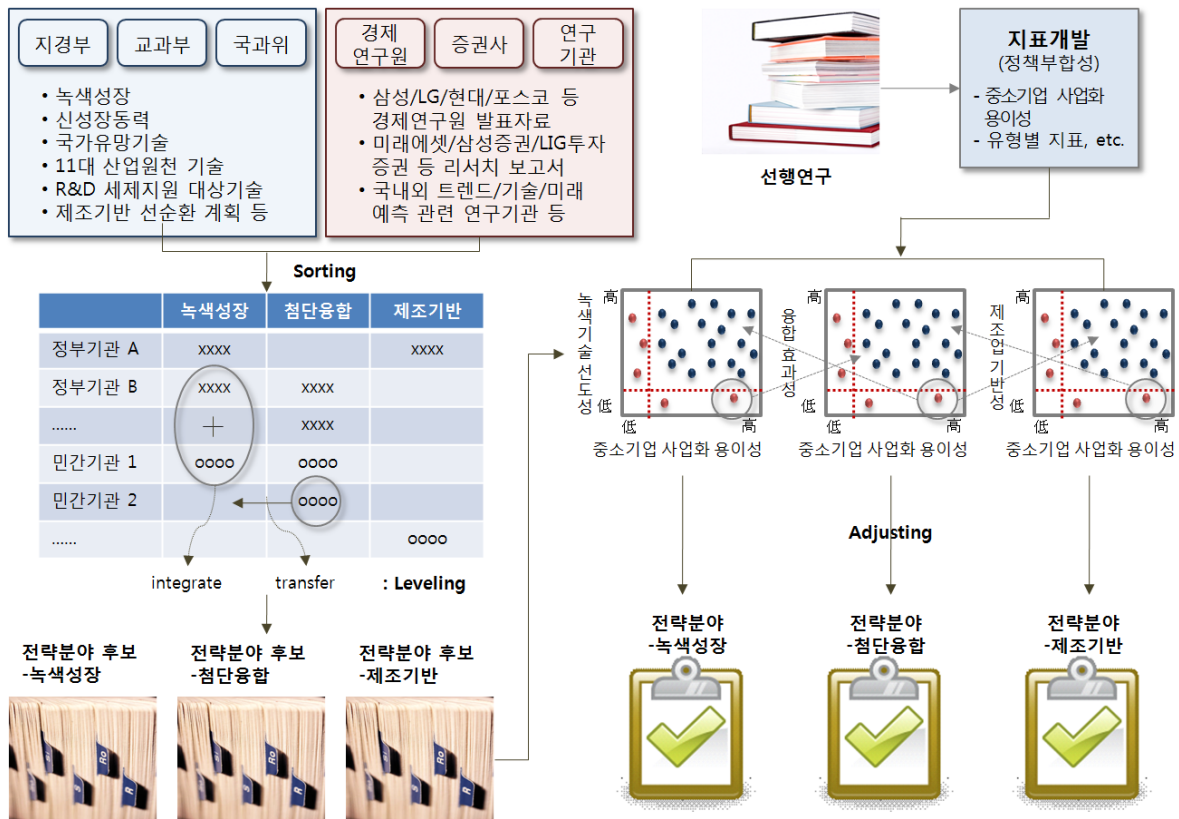 지경부
교과부
국과위
• 녹색성장
• 신성장동력
• 국가유망기술
• 11대 산업원천 기술
• R&D 세제지원 대상기술
• 제조기반 선순환 계획 등
경제
연구원
증권사
연구
기관
• 삼성/LG/현대/포스코 등
경제연구원 발표자료
• 미래에셋/삼성증권/LIG투자
증권 등 리서치 보고서
• 국내외 트렌드/기술/미래
예측 관련 연구기관 등
선행연구
지표개발
(정책부합성)
- 중소기업 사업화
용이성
- 유형별 지표, etc.
Sorting
녹색성장 첨단융합 제조기반
정부기관 A xxxx xxxx
정부기관 B xxxx xxxx
...... + xxxx
민간기관 1 oooo oooo
민간기관 2 oooo
...... oooo
integrate transfer : Leveling
전략분야 후보
-녹색성장
전략분야 후보
-첨단융합
전략분야 후보
-제조기반
Ro
S
R
Ro
S
R
Ro
S
R
녹색기술선도성
高
低
低
高
중소기업 사업화 용이성
융합 효과성
高
低
低
高
중소기업 사업화 용이성
제조업 기반성
高
低
低
高
중소기업 사업화 용이성
Adjusting
전략분야
-녹색성장
전략분야
-첨단융합
전략분야
-제조기반